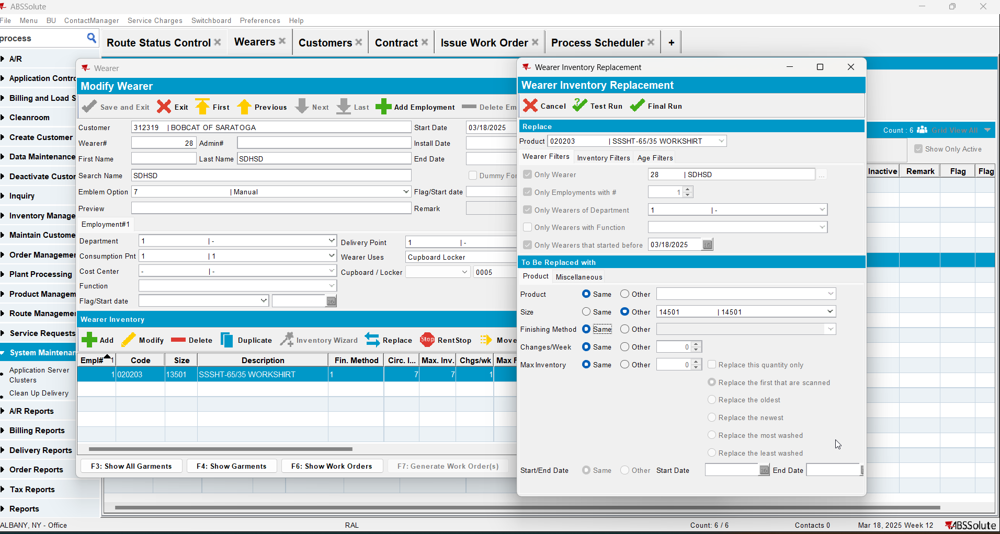 ABSSolute
File Menu BU ContactManager Service Charges Switchboard Preferences Help
process
Route Status Control Wearers Customers Contract Issue Work Order Process Scheduler +
A/R
Application Contro
Billing and Load S
Cleanroom
Create Customer
Data Maintenance
Deactivate Custor
Inquiry
Inventory Manage
Maintain Custome
Order Managemer
Plant Processing
Product Managem
Route Managemer
Service Requests
System Maintenar
Application Server
Clusters
Clean Up Delivery
A/R Reports
Billing Reports
Delivery Reports
Order Reports
Tax Reports
Reports
Wearer
Modify Wearer
Save and Exit Exit First Previous Next Last Add Employment Delete Em
Customer 312319 | BOBCAT OF SARATOGA Start Date 03/18/2025
Wearer# 28 Admin# Install Date
First Name Last Name SDHSD End Date
Search Name SDHSD Dummy For
Emblem Option 7 | Manual Flag/Start date
Preview Remark
Employment#1
Department 1 | - Delivery Point 1 | -
Consumption Pnt 1 | 1 Wearer Uses Cupboard Locker
Cost Center - | - Cupboard / Locker 0005
Function
Flag/Start date 16
Wearer Inventory
Add Modify Delete Duplicate Inventory Wizard Replace Stop RentStop Move
Empl# 1 Code Size Description Fin. Method Circ. I... Max. Inv. Chgs/wk Max F
1 020203 13501 SSSHT-65/35 WORKSHIRT 1 7 7 1
F3: Show All Garments F4: Show Garments F6: Show Work Orders F7: Generate Work Order(s)
Wearer Inventory Replacement
Wearer Inventory Replacement
Cancel Test Run Final Run
Replace
Product 020203 | SSSHT-65/35 WORKSHIRT
Wearer Filters Inventory Filters Age Filters
Only Wearer 28 | SDHSD ...
Only Employments with # 1
Only Wearers of Department 1 | -
Only Wearers with Function
Only Wearers that started before 03/18/2025 16
To Be Replaced with
Product Miscellaneous
Product Same Other
Size Same Other 14501 | 14501
Finishing Method Same Other
Changes/Week Same Other 0
Max Inventory Same Other 0 Replace this quantity only
Replace the first that are scanned
Replace the oldest
Replace the newest
Replace the most washed
Replace the least washed
Start/End Date Same Other Start Date 16 End Date
Count : 6 Grid View All
Show Only Active
Inactive Remark Flag Flag
ALBANY, NY - Office RAL Count: 6 / 6 Contacts 0 Mar 18, 2025 Week 12 ABSSolute